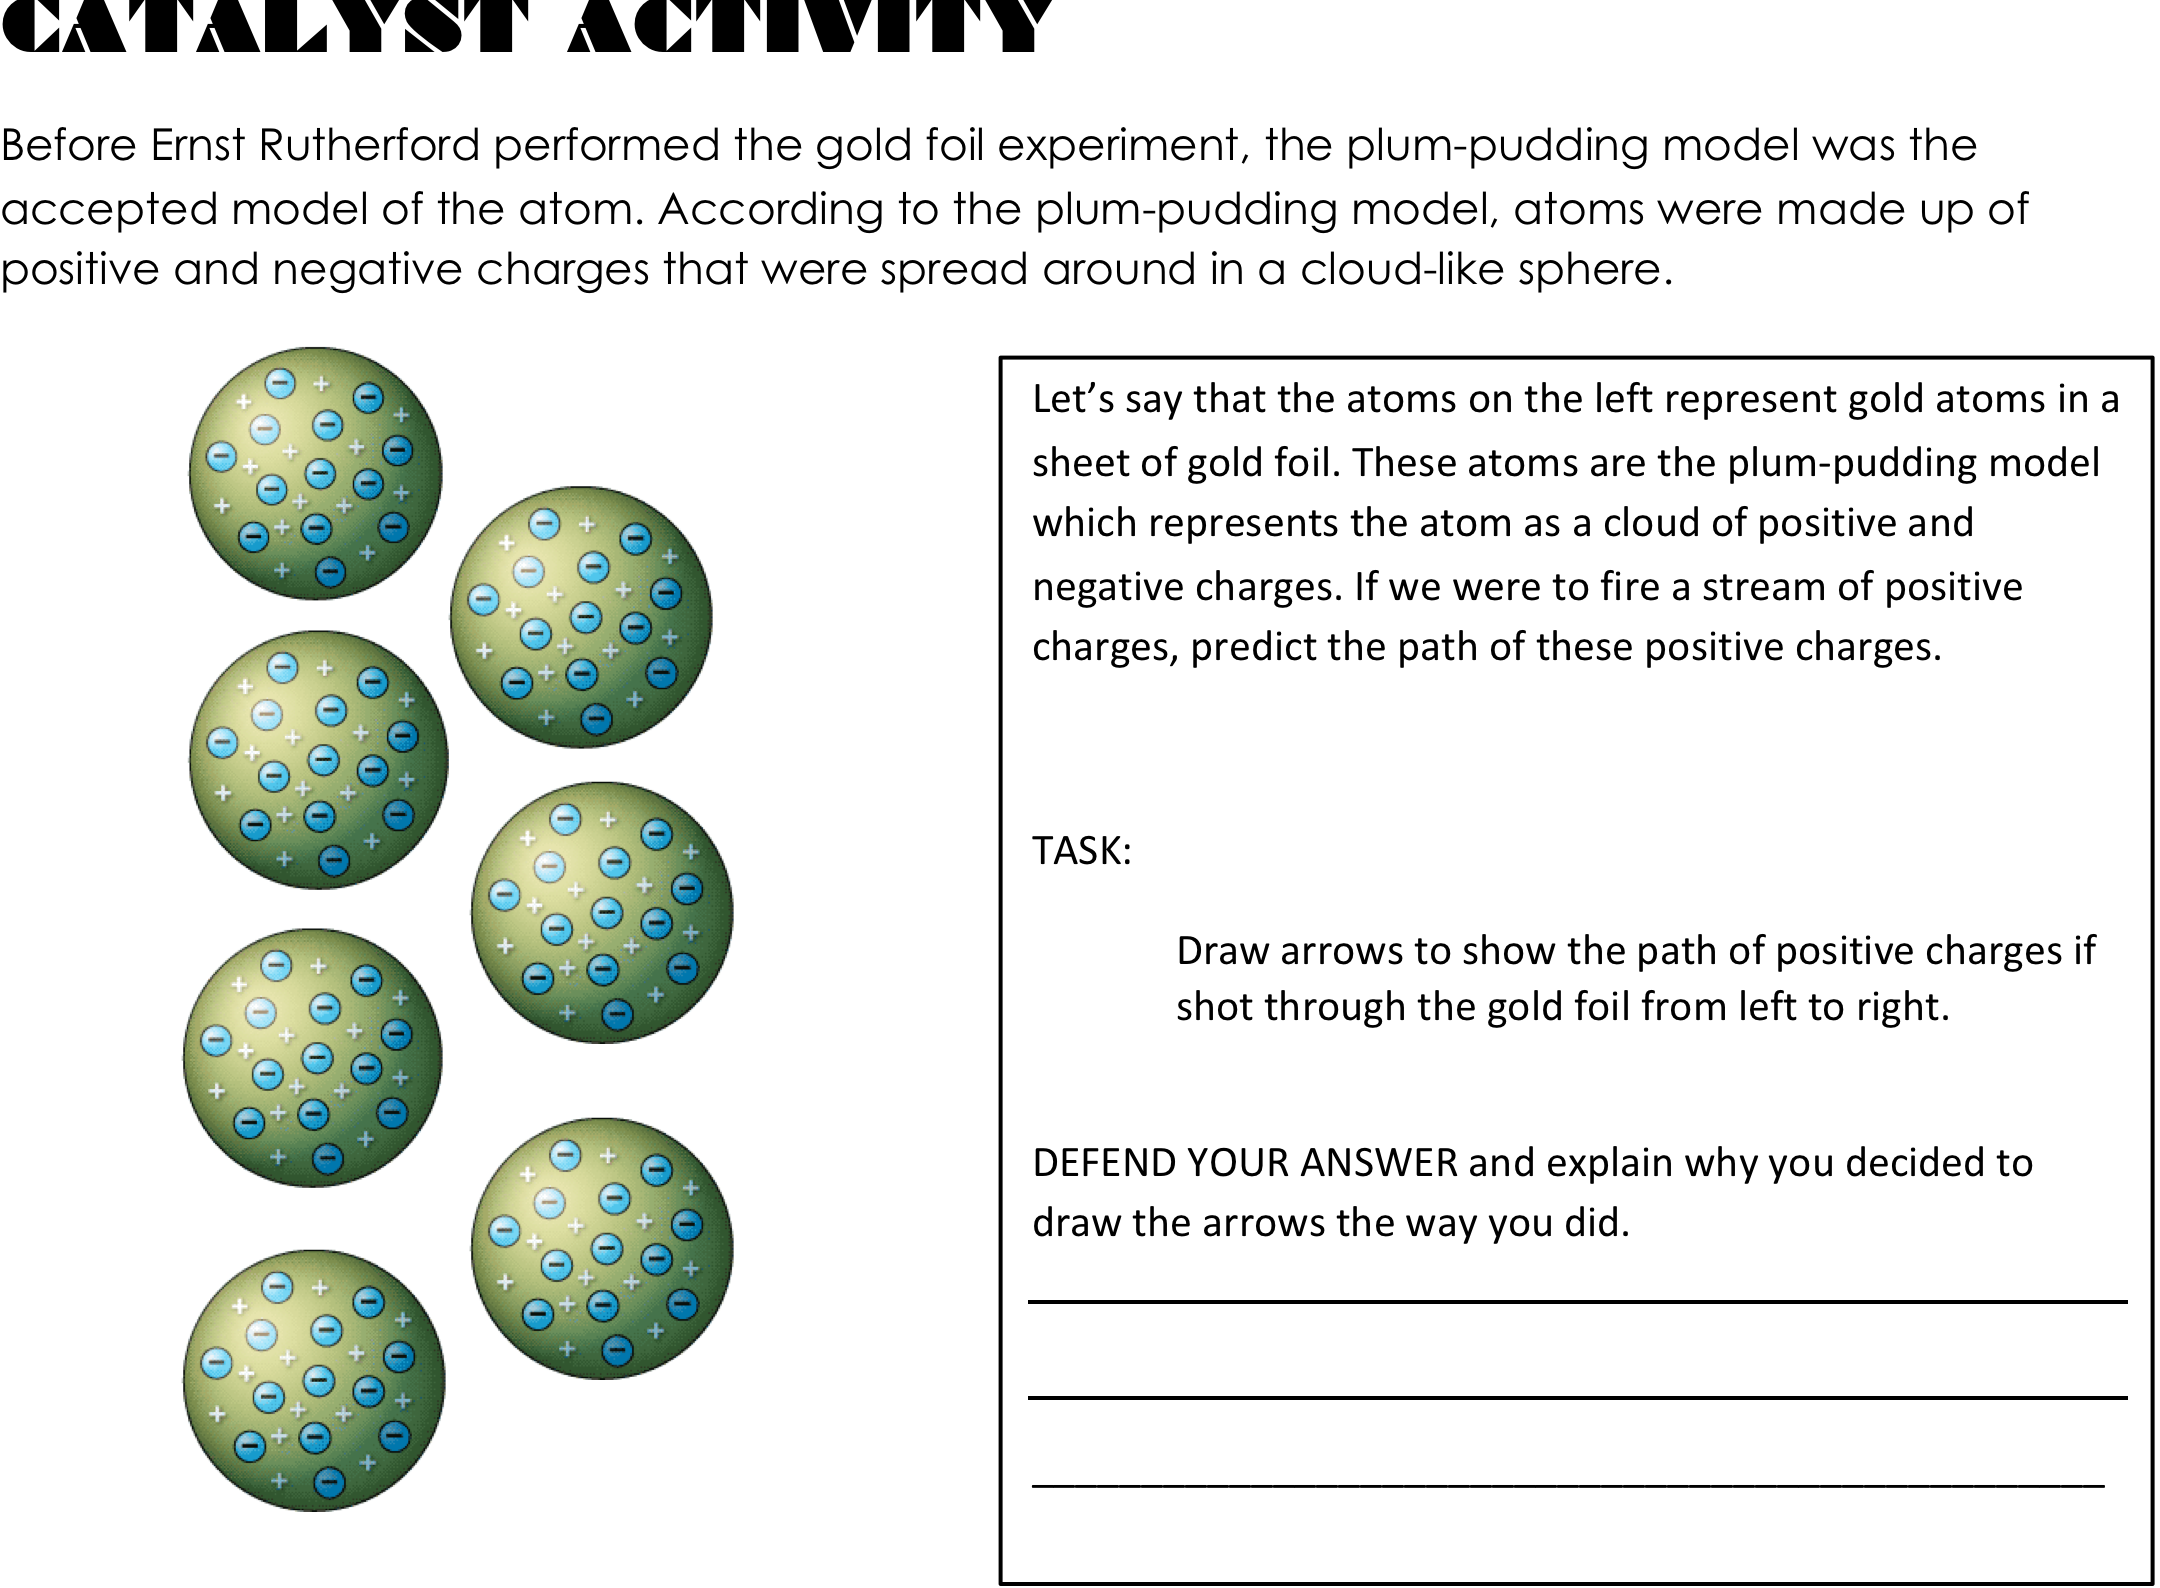 CATALYST ACTIVITY
Before Ernst Rutherford performed the gold foil experiment, the plum-pudding model was the
accepted model of the atom. According to the plum-pudding model, atoms were made up of
positive and negative charges that were spread around in a cloud-like sphere.
Let’s say that the atoms on the left represent gold atoms in a
sheet of gold foil. These atoms are the plum-pudding model
which represents the atom as a cloud of positive and
negative charges. If we were to fire a stream of positive
charges, predict the path of these positive charges.
TASK:
Draw arrows to show the path of positive charges if
shot through the gold foil from left to right.
DEFEND YOUR ANSWER and explain why you decided to
draw the arrows the way you did.